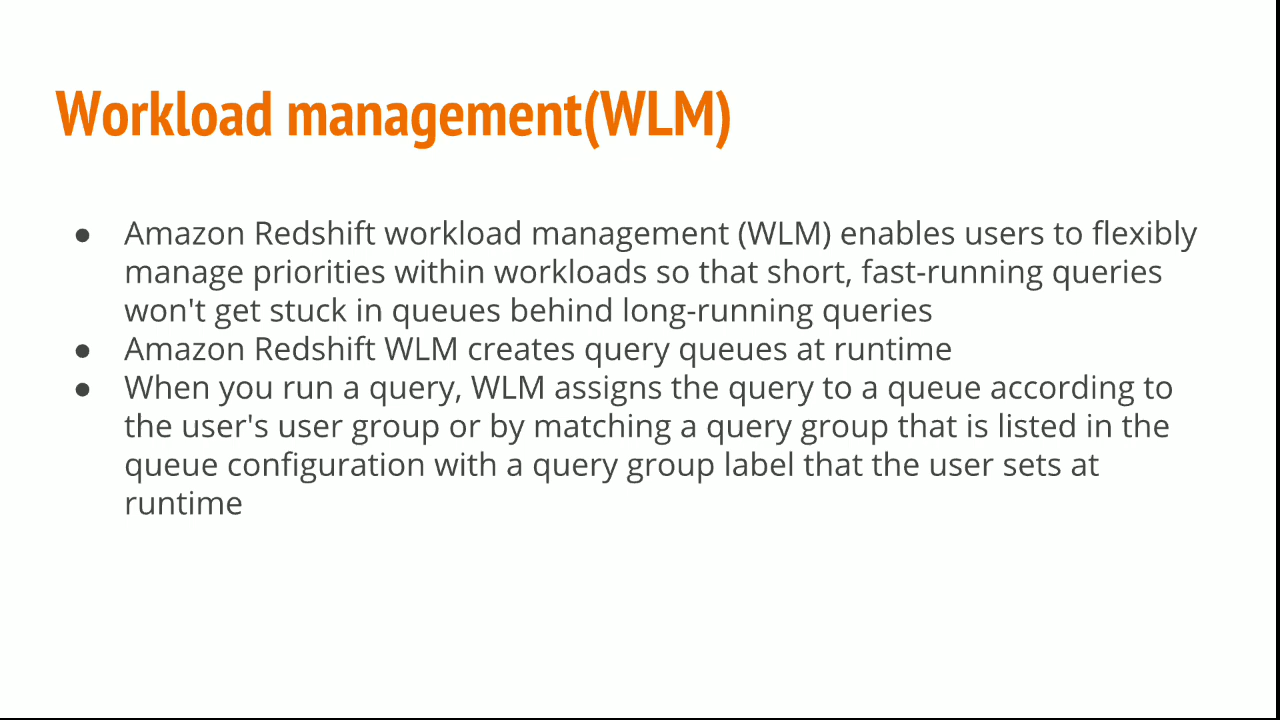 Workload management(WLM)
● Amazon Redshift workload management (WLM) enables users to flexibly
manage priorities within workloads so that short, fast-running queries
won't get stuck in queues behind long-running queries
● Amazon Redshift WLM creates query queues at runtime
● When you run a query, WLM assigns the query to a queue according to
the user's user group or by matching a query group that is listed in the
queue configuration with a query group label that the user sets at
runtime